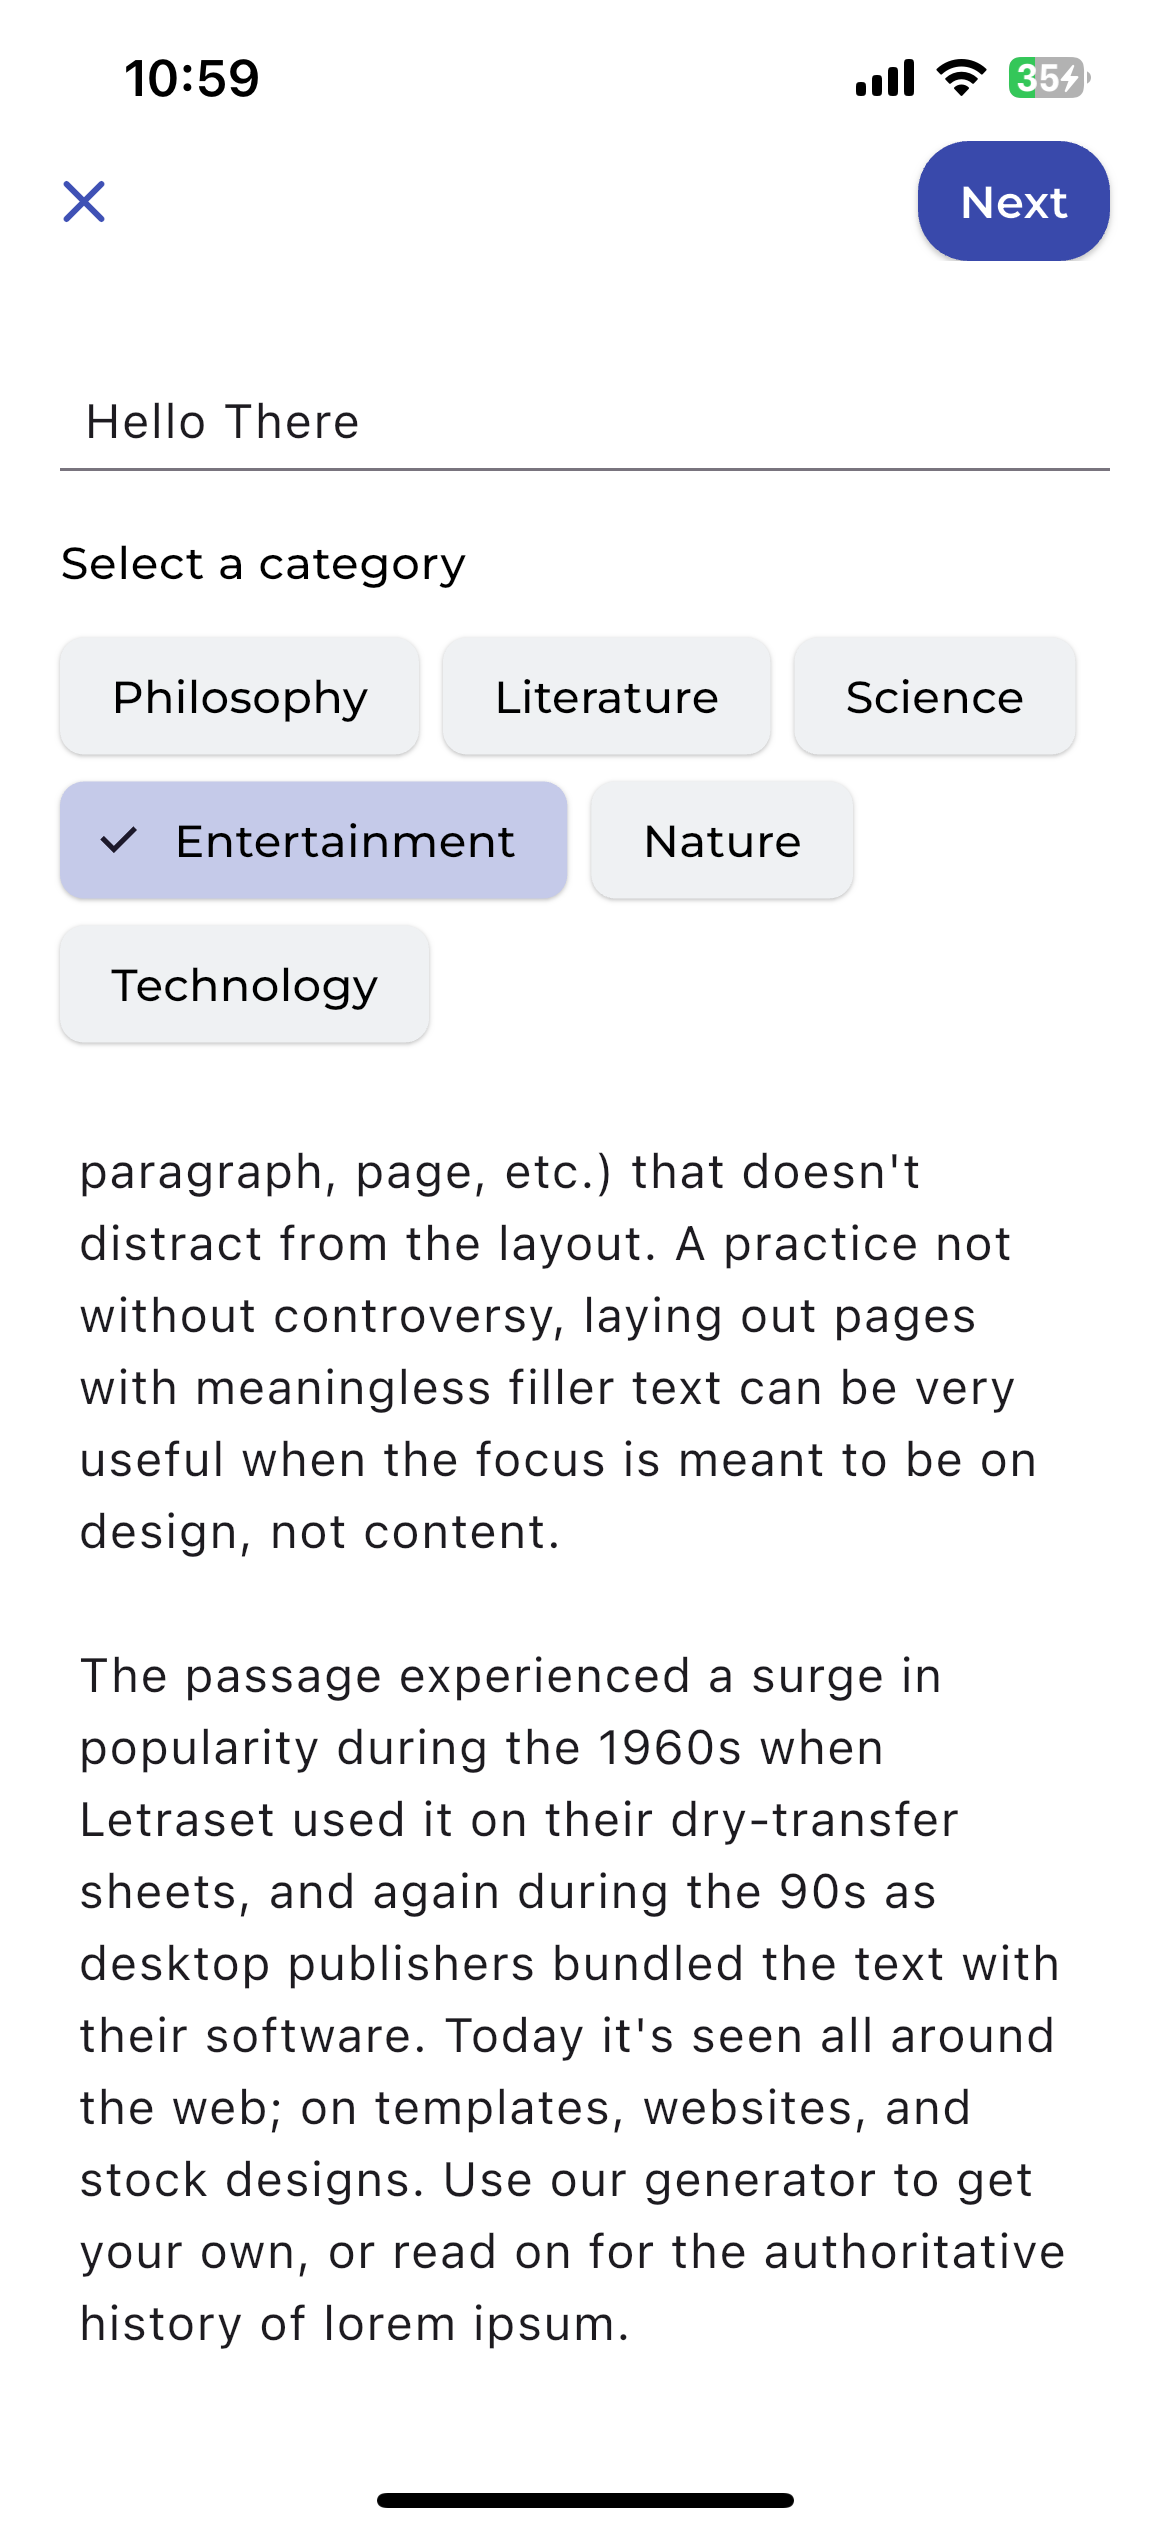 10:59
35
Next
Hello There
Select a category
Philosophy Literature Science
Entertainment Nature
Technology
paragraph, page, etc.) that doesn't
distract from the layout. A practice not
without controversy, laying out pages
with meaningless filler text can be very
useful when the focus is meant to be on
design, not content.
The passage experienced a surge in
popularity during the 1960s when
Letraset used it on their dry-transfer
sheets, and again during the 90s as
desktop publishers bundled the text with
their software. Today it's seen all around
the web; on templates, websites, and
stock designs. Use our generator to get
your own, or read on for the authoritative
history of lorem ipsum.